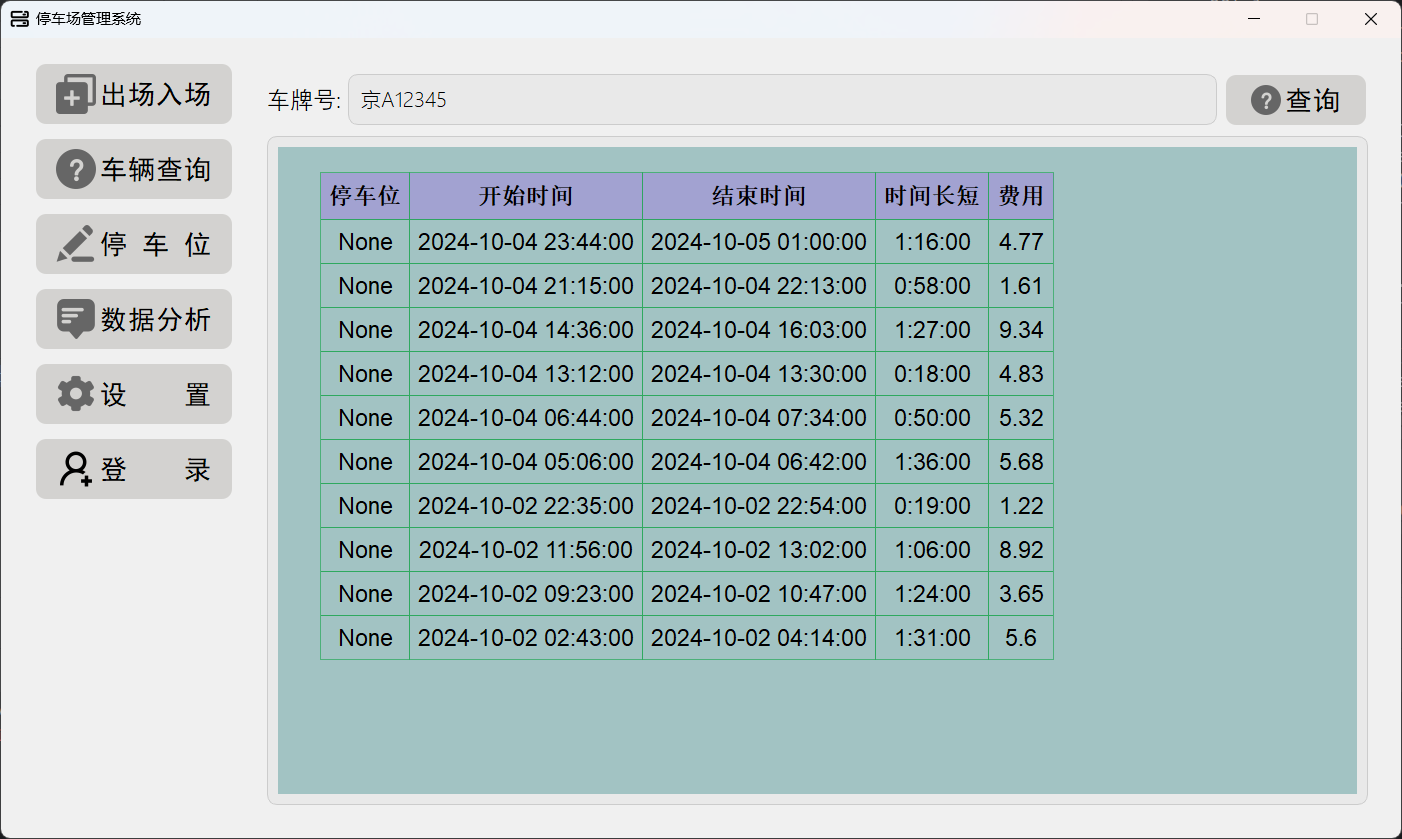 停车场管理系统
出场入场
车辆查询
停 车 位
数据分析
设 置
登 录
车牌号: 京A12345 查询
停车位 开始时间 结束时间 时间长短 费用
None 2024-10-04 23:44:00 2024-10-05 01:00:00 1:16:00 4.77
None 2024-10-04 21:15:00 2024-10-04 22:13:00 0:58:00 1.61
None 2024-10-04 14:36:00 2024-10-04 16:03:00 1:27:00 9.34
None 2024-10-04 13:12:00 2024-10-04 13:30:00 0:18:00 4.83
None 2024-10-04 06:44:00 2024-10-04 07:34:00 0:50:00 5.32
None 2024-10-04 05:06:00 2024-10-04 06:42:00 1:36:00 5.68
None 2024-10-02 22:35:00 2024-10-02 22:54:00 0:19:00 1.22
None 2024-10-02 11:56:00 2024-10-02 13:02:00 1:06:00 8.92
None 2024-10-02 09:23:00 2024-10-02 10:47:00 1:24:00 3.65
None 2024-10-02 02:43:00 2024-10-02 04:14:00 1:31:00 5.6